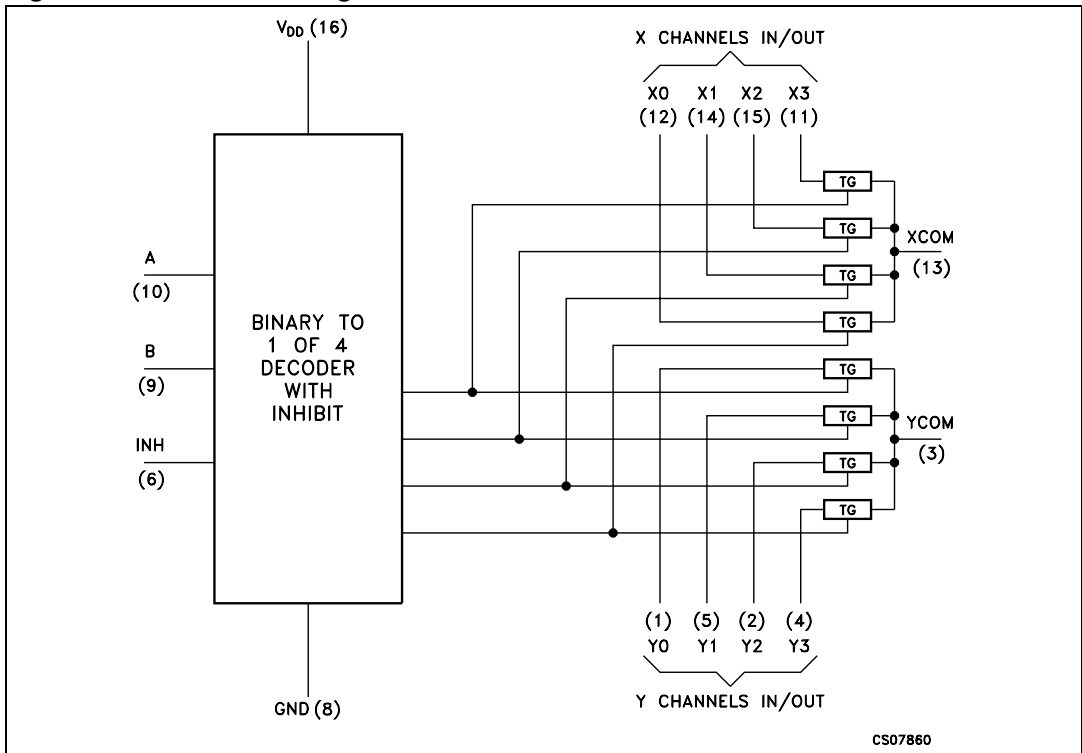 V_DD (16)
X CHANNELS IN/OUT
X0 X1 X2 X3
(12) (14) (15) (11)
TG
TG
XCOM
A
(13)
(10)
TG
BINARY TO
1 OF 4
DECODER
WITH
INHIBIT
TG
B
(9)
TG
TG
YCOM
INH
(3)
(6)
TG
TG
(1) (5) (2) (4)
Y0 Y1 Y2 Y3
Y CHANNELS IN/OUT
GND (8)
CS07860